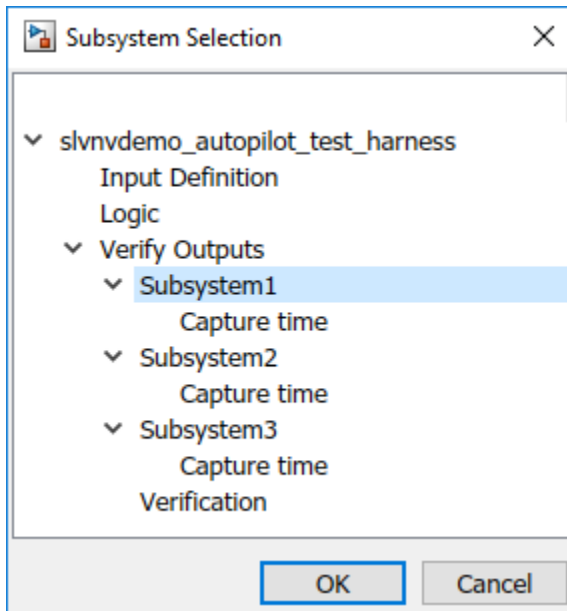 Subsystem Selection
slvnvdemo_autopilot_test_harness
Input Definition
Logic
Verify Outputs
Subsystem1
Capture time
Subsystem2
Capture time
Subsystem3
Capture time
Verification
OK Cancel